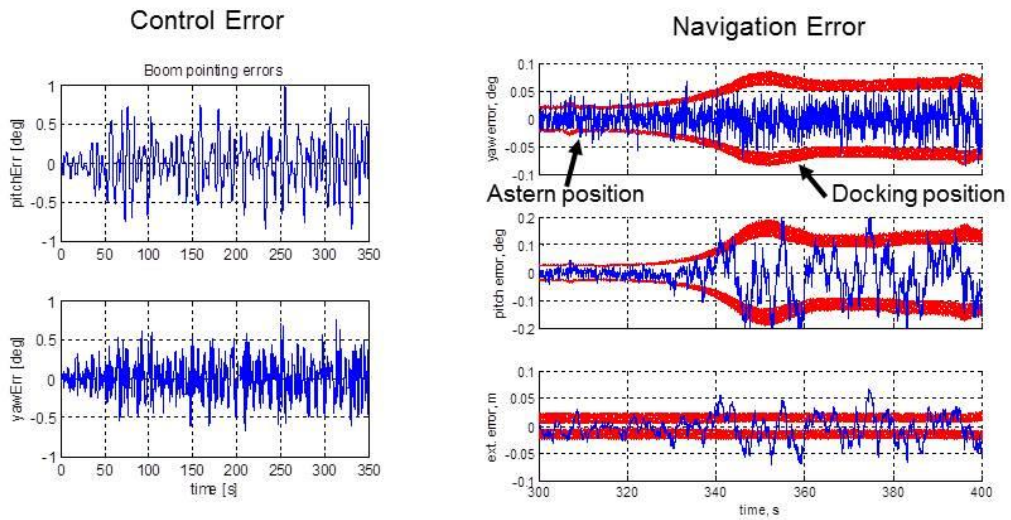 Control Error
Boom pointing errors
pitchErr [deg]
1
0.5
0
-0.5
-1
0 50 100 150 200 250 300 350
yawErr [deg]
1
0.5
0
-0.5
-1
0 50 100 150 200 250 300 350
time [s]
Navigation Error
yaw error, deg
0.1
0.05
0
-0.05
-0.1
Astern position
Docking position
pitch error, deg
0.2
0.1
0
-0.1
-0.2
ext. error, m
0.1
0.05
0
-0.05
-0.1
300 320 340 360 380 400
time, s